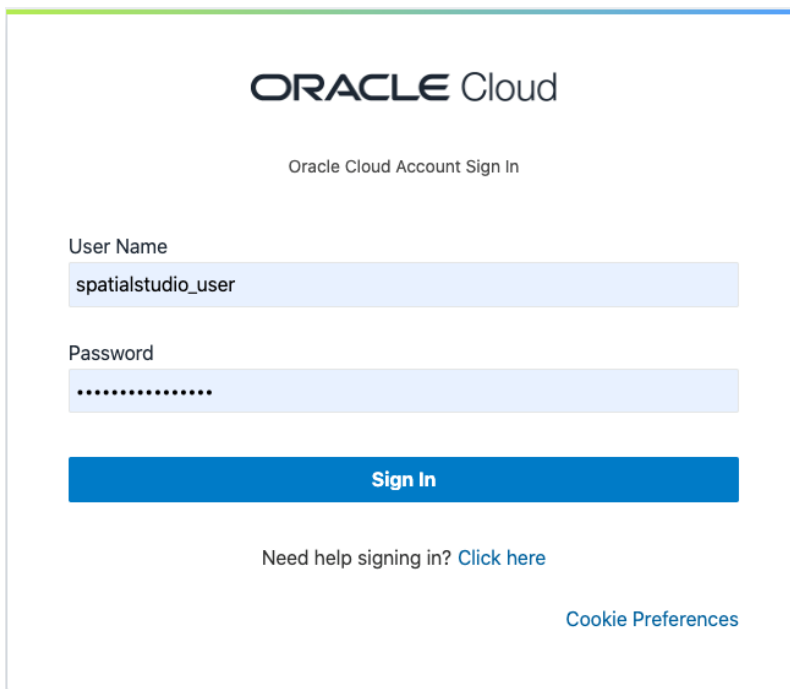 ORACLE Cloud
Oracle Cloud Account Sign In
User Name
spatialstudio_user
Password
••••••••••••••••
Sign In
Need help signing in? Click here
Cookie Preferences